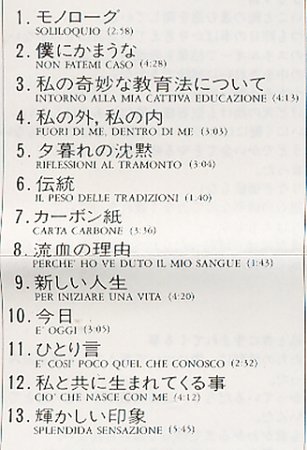 1. モノローグ
SOLILOQUIO (2:58)
2. 僕にかまうな
NON FATEMI CASO (4:28)
3. 私の奇妙な教育法について
INTORNO ALLA MIA CATTIVA EDUCAZIONE (4:13)
4. 私の外, 私の内
FUORI DI ME, DENTRO DI ME (3:03)
5. 夕暮れの沈黙
RIFLESSIONI AL TRAMONTO (3:04)
6. 伝統
IL PESO DELLE TRADIZIONI (1:40)
7. カーボン紙
CARTA CARBONE (3:36)
8. 流血の理由
PERCHE' HO VE DUTO IL MIO SANGUE (1:43)
9. 新しい人生
PER INIZIARE UNA VITA (4:20)
10. 今日
E' OGGI (3:05)
11. ひとり言
E' COSI' POCO QUEL CHE CONOSCO (2:32)
12. 私と共に生まれてくる事
CIO' CHE NASCE CON ME (4:12)
13. 輝かしい印象
SPLENDIDA SENSAZIONE (5:45)